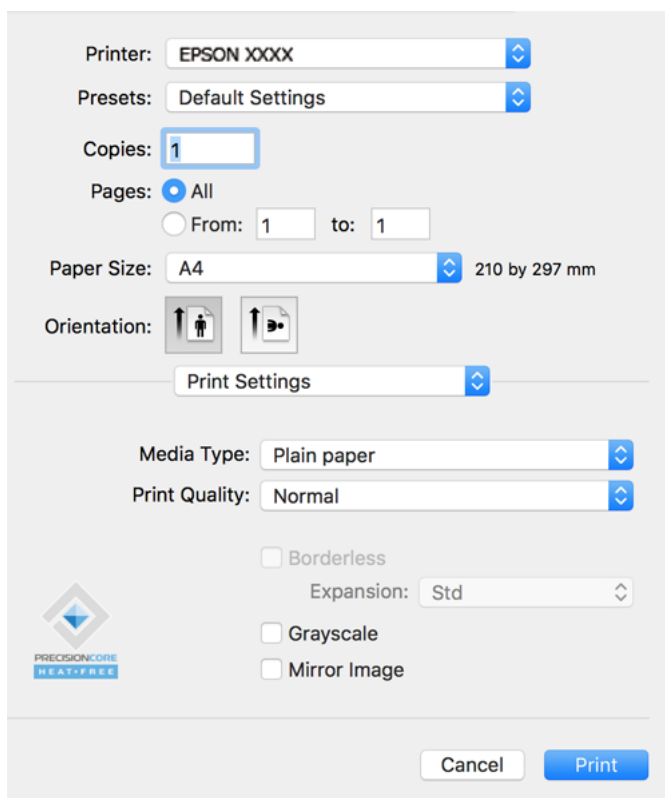 Printer: EPSON XXXX
Presets: Default Settings
Copies: 1
Pages: All
From: 1 to: 1
Paper Size: A4 210 by 297 mm
Orientation:
Print Settings
Media Type: Plain paper
Print Quality: Normal
Borderless
Expansion: Std
Grayscale
Mirror Image
PRECISIONCORE
HEAT•FREE
Cancel Print